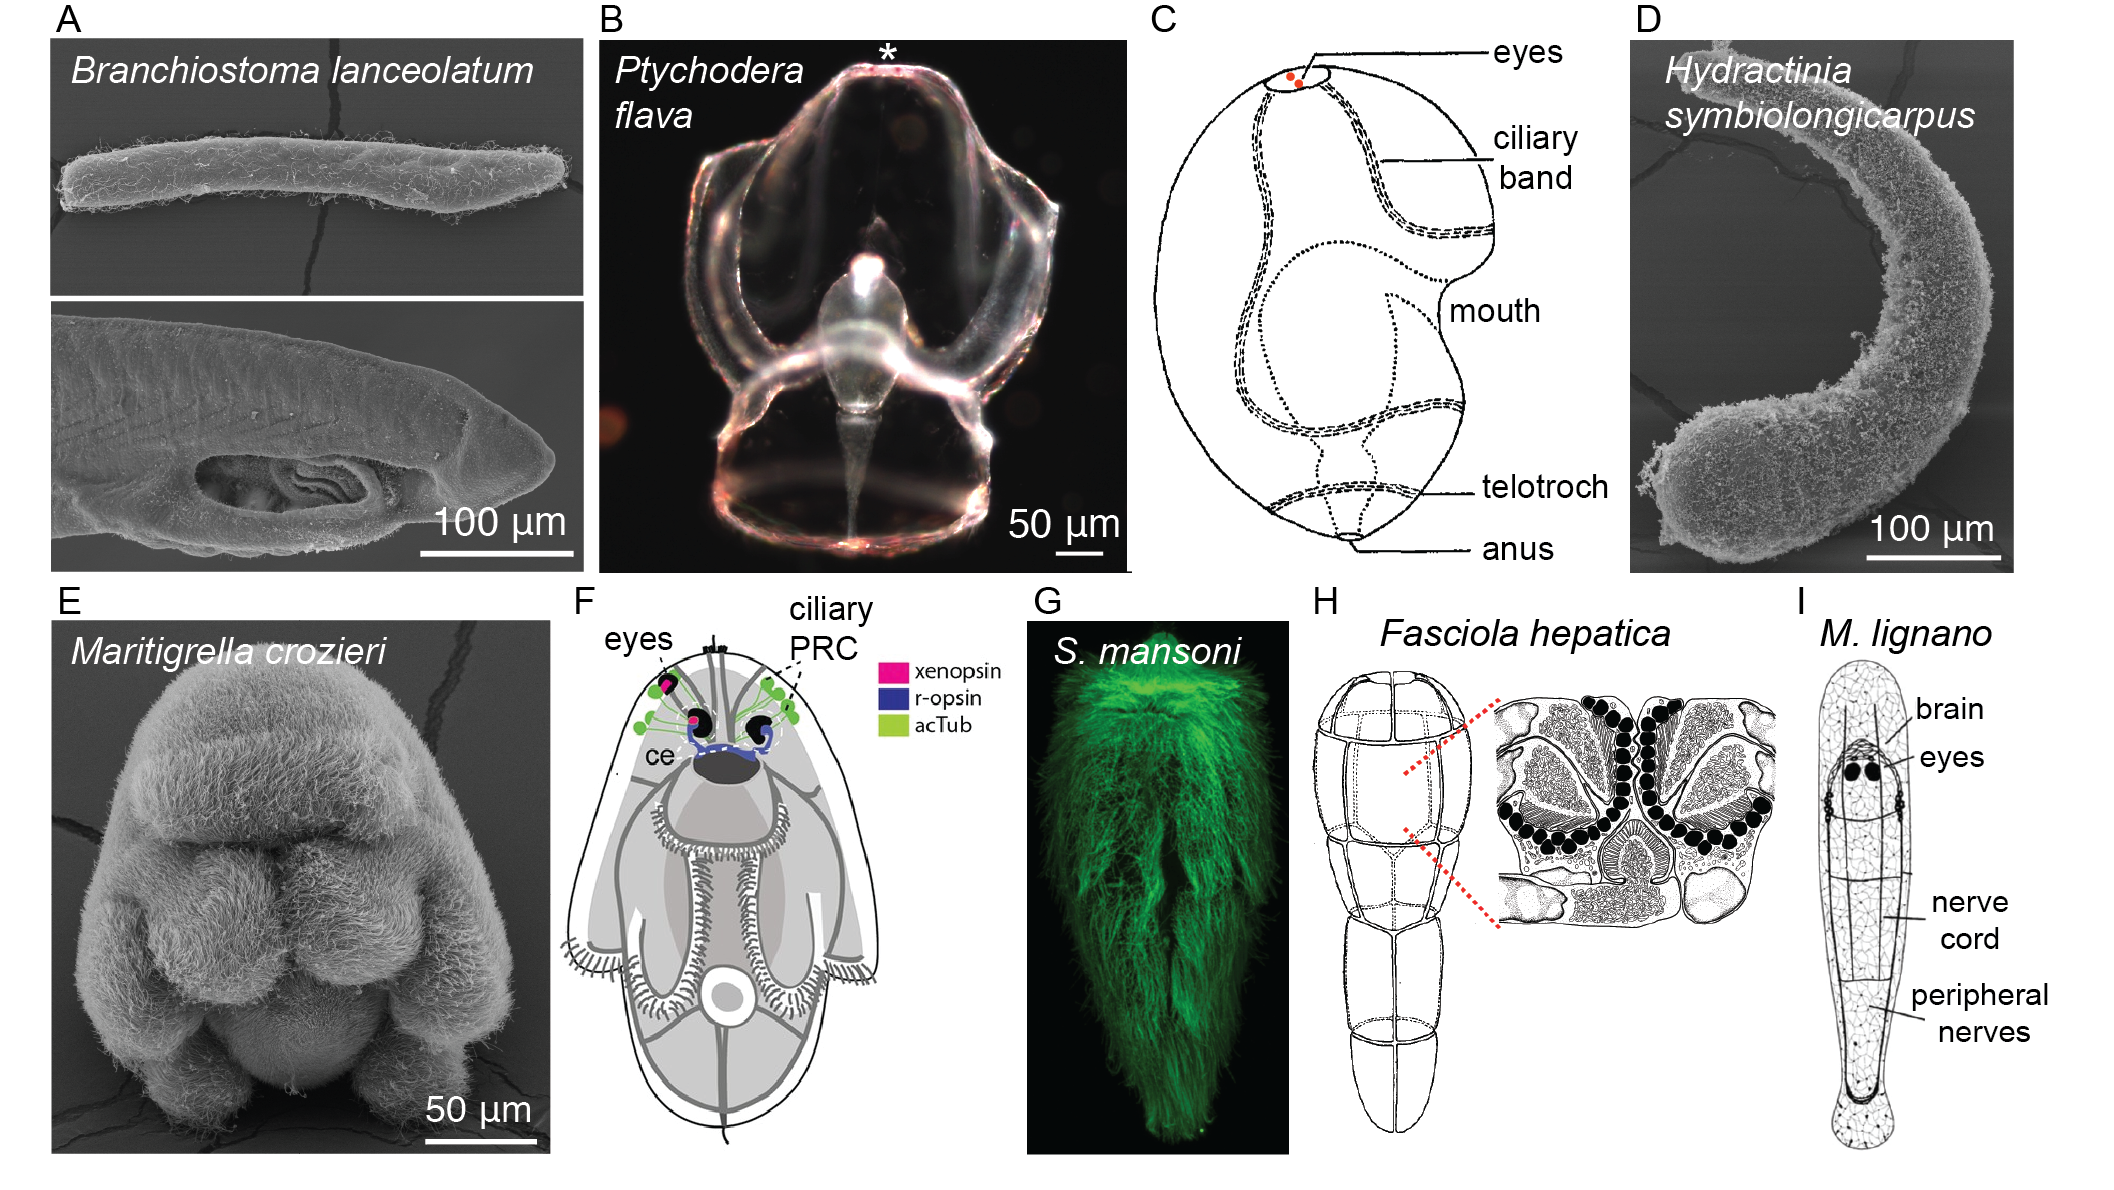 A
Branchiostoma lanceolatum
100 µm
B
*
Ptychodera
flava
50 µm
C
eyes
ciliary
band
mouth
telotroch
anus
D
Hydractinia
symbiolongicarpus
100 µm
E
Maritigrella crozieri
50 µm
F
ciliary
PRC
eyes
xenopsin
r-opsin
acTub
ce
G
S. mansoni
H
Fasciola hepatica
I
M. lignano
brain
eyes
nerve
cord
peripheral
nerves